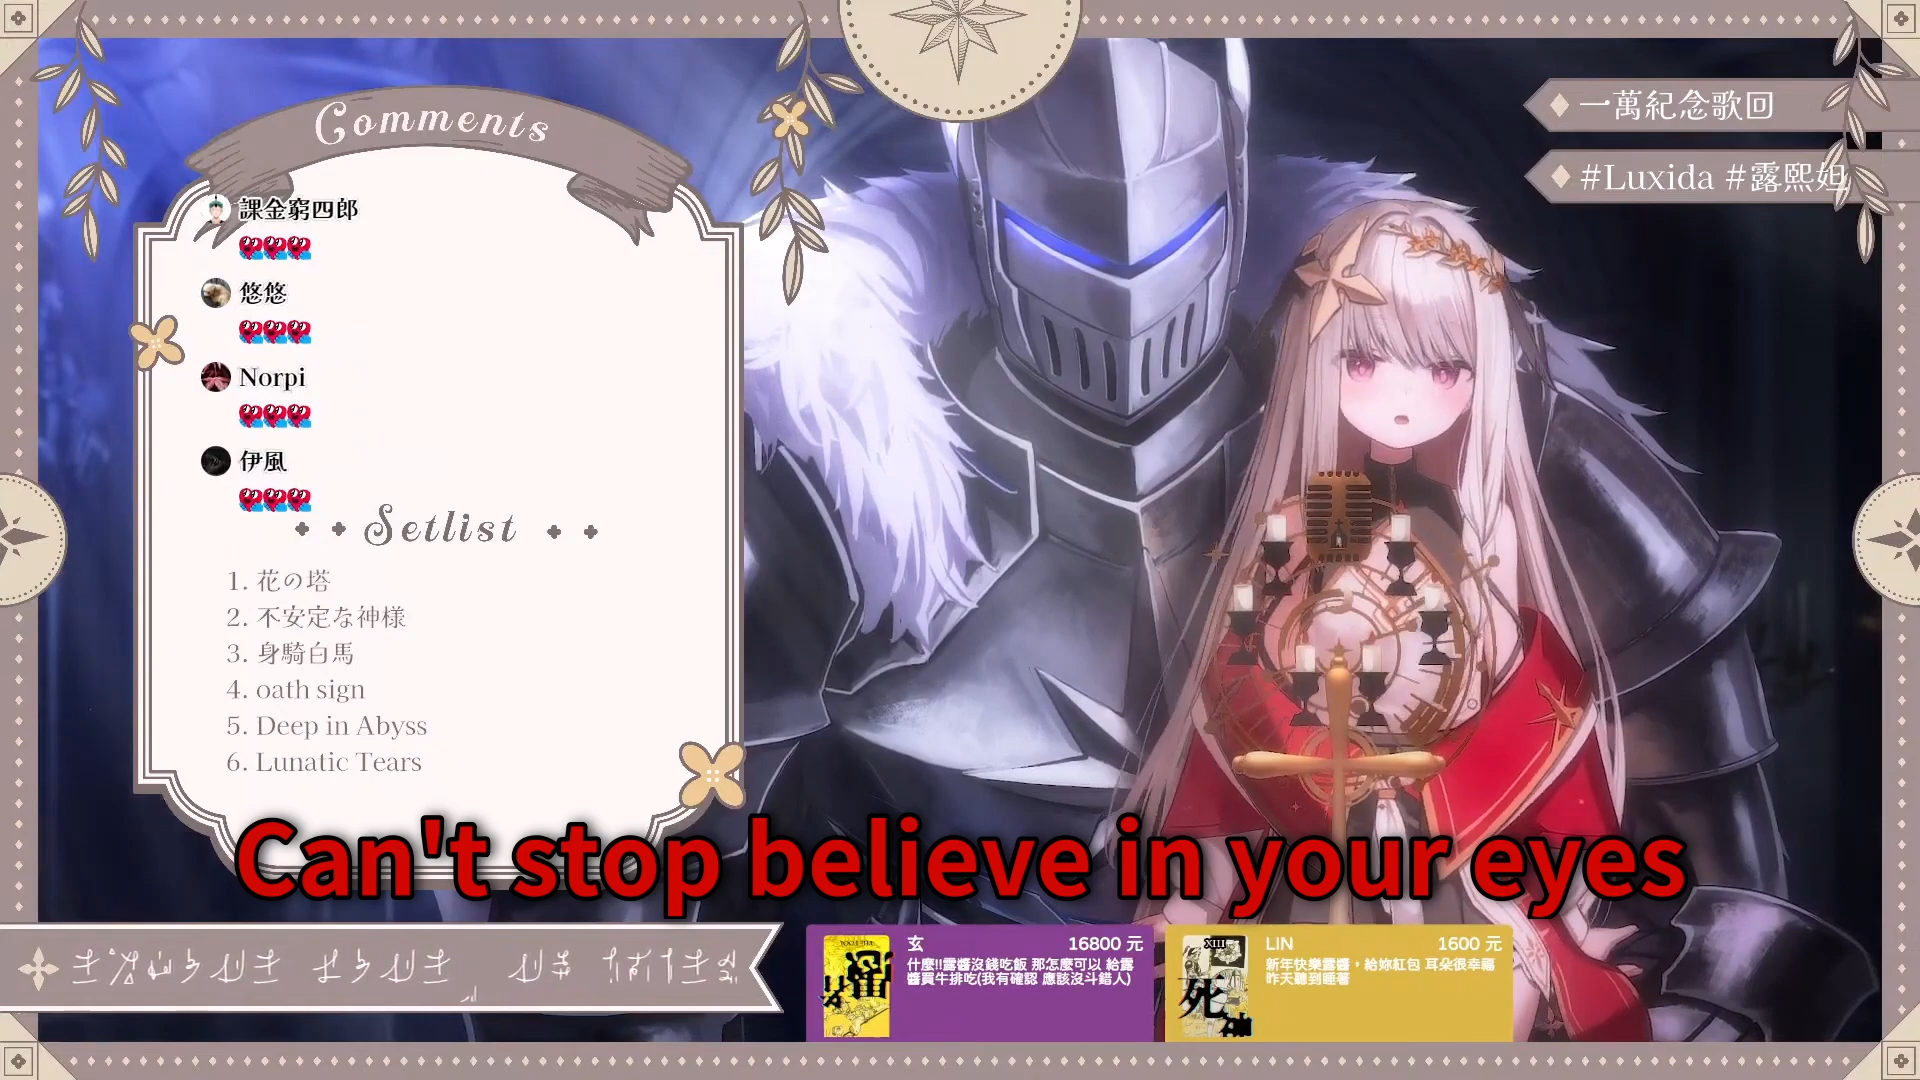 Comments
課金窮四郎
悠悠
Norpi
伊風
Setlist
1. 花の塔
2. 不安定な神様
3. 身騎白馬
4. oath sign
5. Deep in Abyss
6. Lunatic Tears
一萬紀念歌回
#Luxida #露熙妲
Can't stop believe in your eyes
玄 16800 元
什麼!!露醬沒錢吃飯 那怎麼可以 給露
醬買牛排吃(我有確認 應該沒斗錯人)
XIII
死神
LIN 1600 元
新年快樂露醬，給妳紅包 耳朵很幸福
昨天聽到睡著